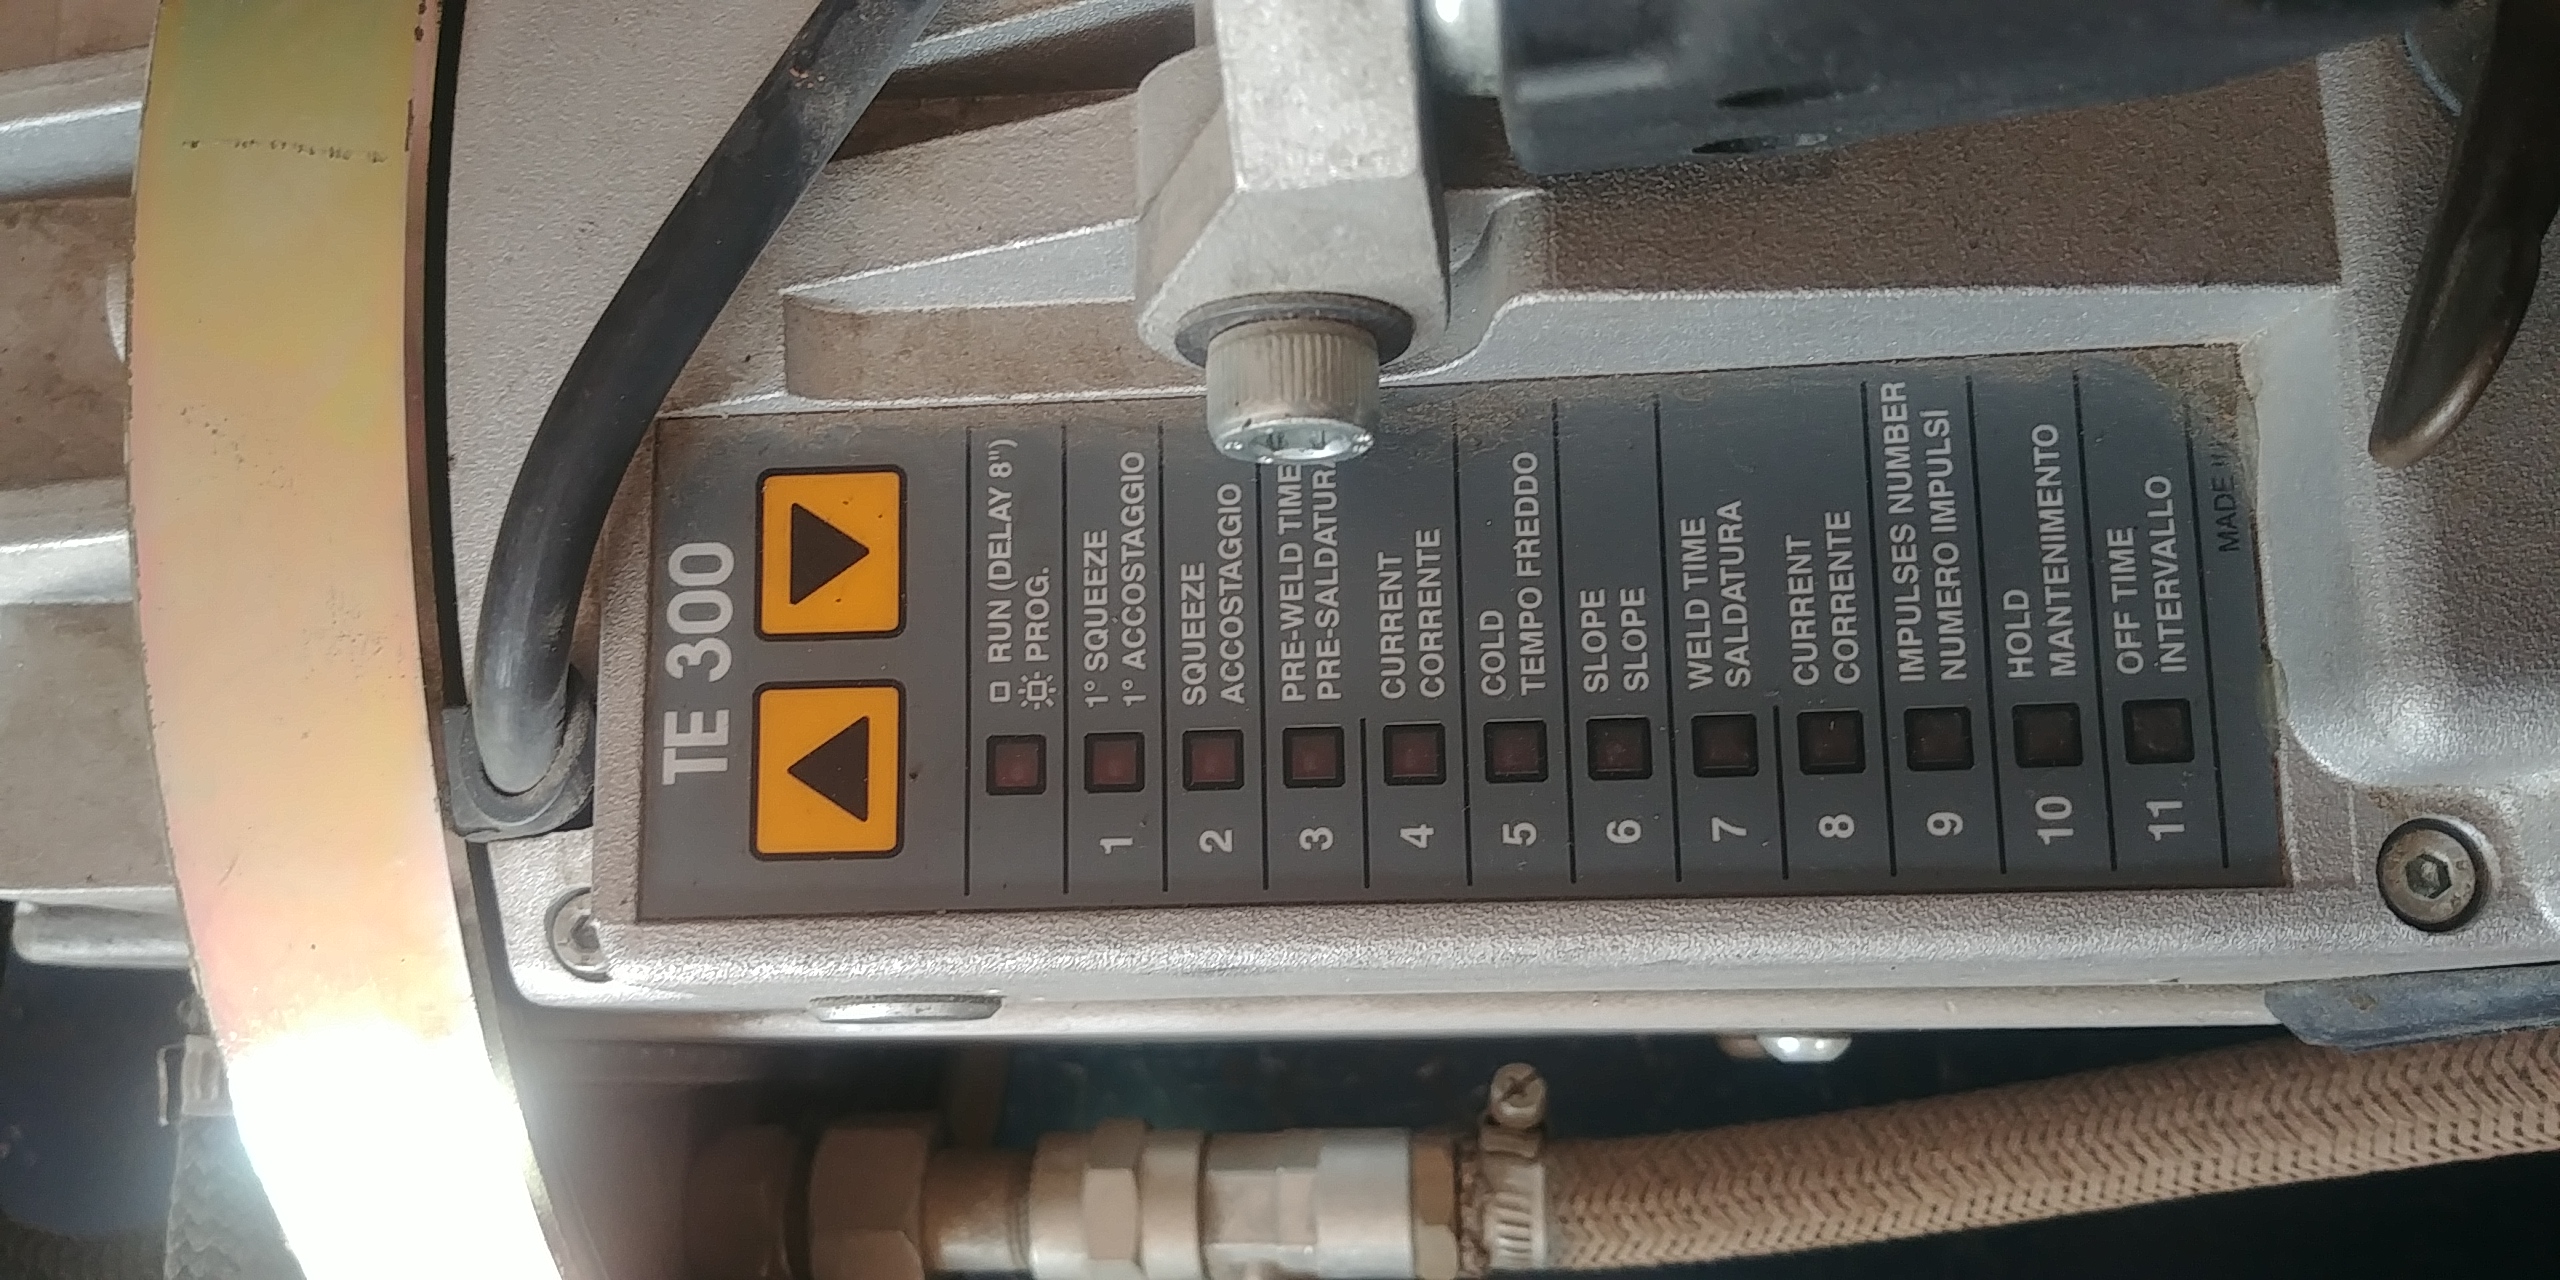 TE 300
RUN (DELAY 8")
PROG.
1° SQUEEZE
1° ACCOSTAGGIO
1
SQUEEZE
ACCOSTAGGIO
2
PRE-WELD TIME
PRE-SALDATURA
3
CURRENT
CORRENTE
4
COLD
TEMPO FREDDO
5
SLOPE
SLOPE
6
WELD TIME
SALDATURA
7
CURRENT
CORRENTE
8
IMPULSES NUMBER
NUMERO IMPULSI
9
HOLD
MANTENIMENTO
10
OFF TIME
INTERVALLO
11
MADE